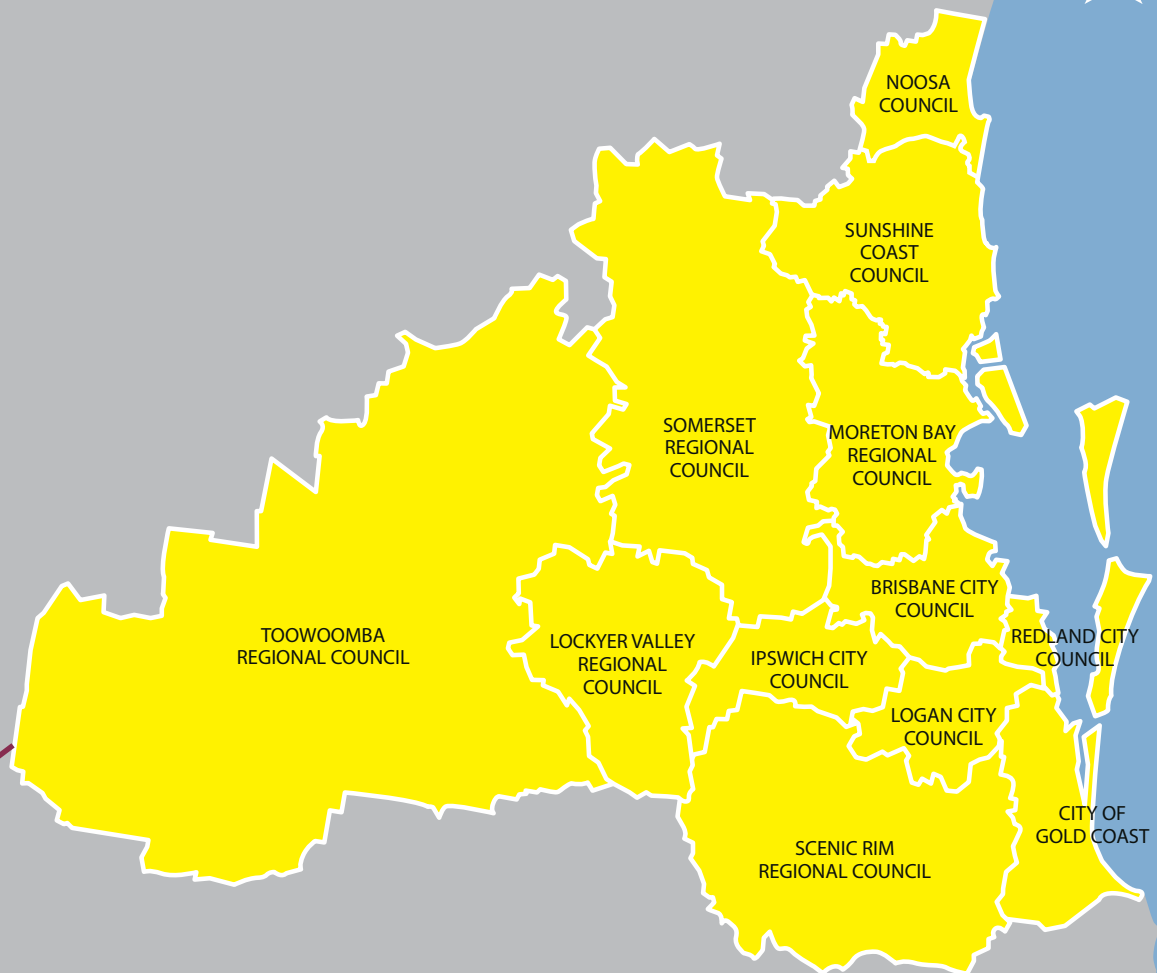 NOOSA
COUNCIL
SUNSHINE
COAST
COUNCIL
SOMERSET
REGIONAL
COUNCIL
MORETON BAY
REGIONAL
COUNCIL
BRISBANE CITY
COUNCIL
TOOWOOMBA
REGIONAL COUNCIL
LOCKYER VALLEY
REGIONAL
COUNCIL
IPSWICH CITY
COUNCIL
REDLAND CITY
COUNCIL
LOGAN CITY
COUNCIL
CITY OF
GOLD COAST
SCENIC RIM
REGIONAL COUNCIL